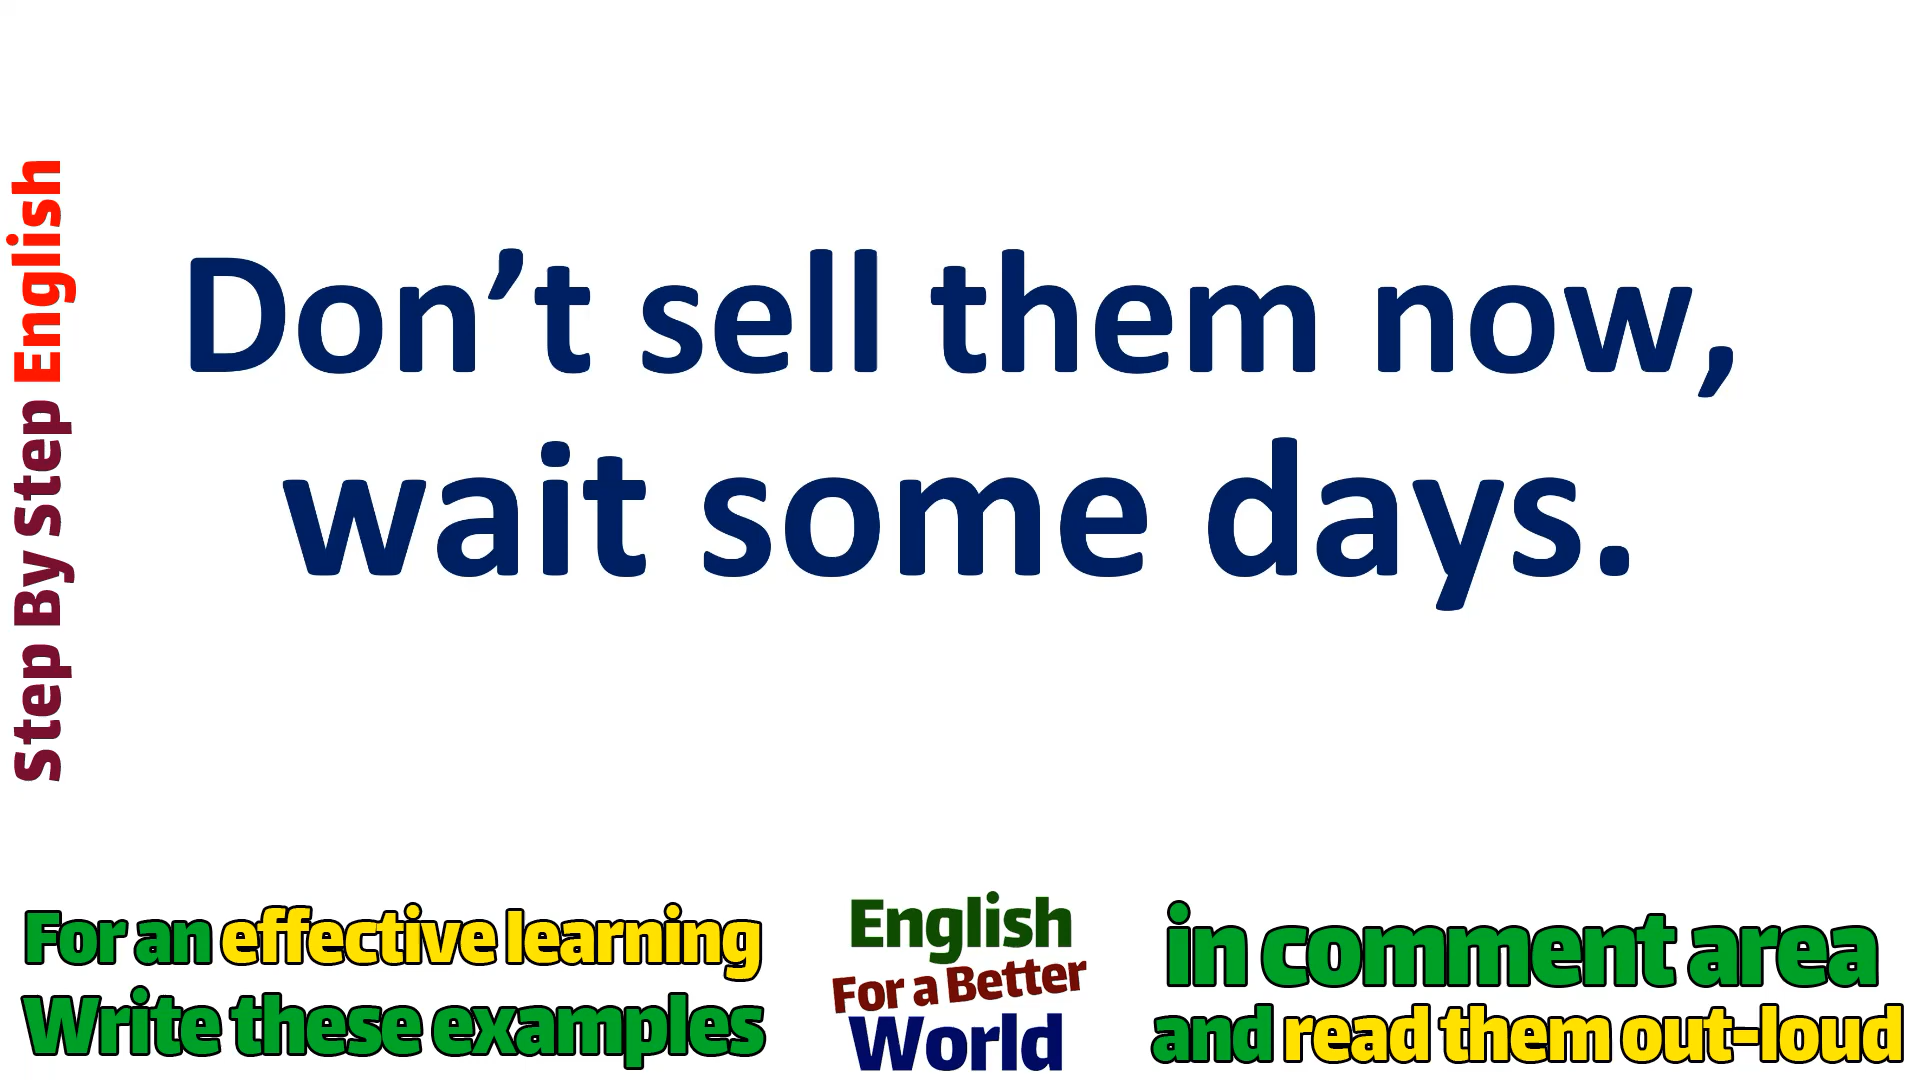 Step By Step English
Don’t sell them now,
wait some days.
For an effective learning
Write these examples
English
For a Better
World
in comment area
and read them out-loud